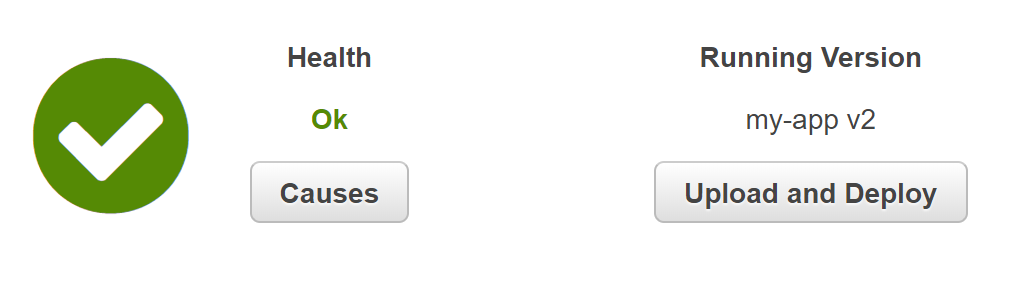 Health
Running Version
Ok
my-app v2
Causes
Upload and Deploy